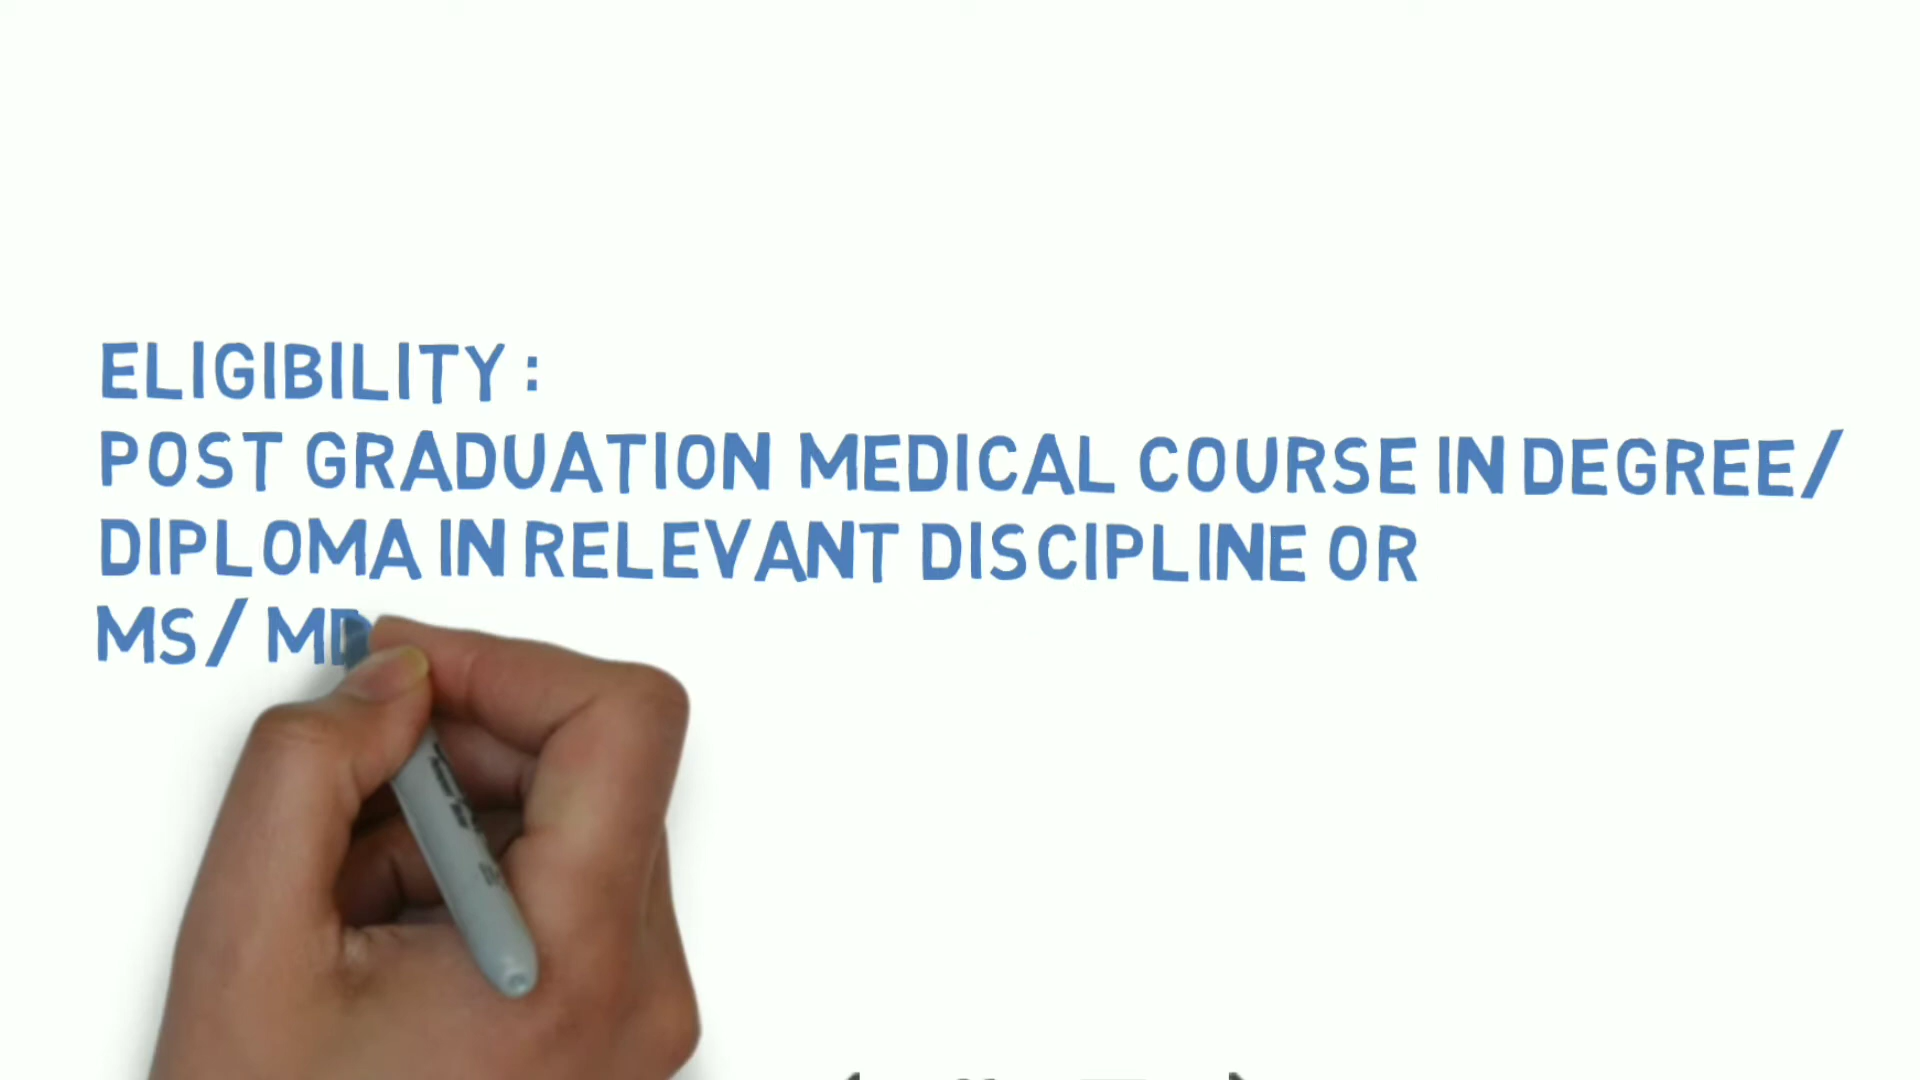 ELIGIBILITY :
POST GRADUATION MEDICAL COURSE IN DEGREE/
DIPLOMA IN RELEVANT DISCIPLINE OR
MS/ MD